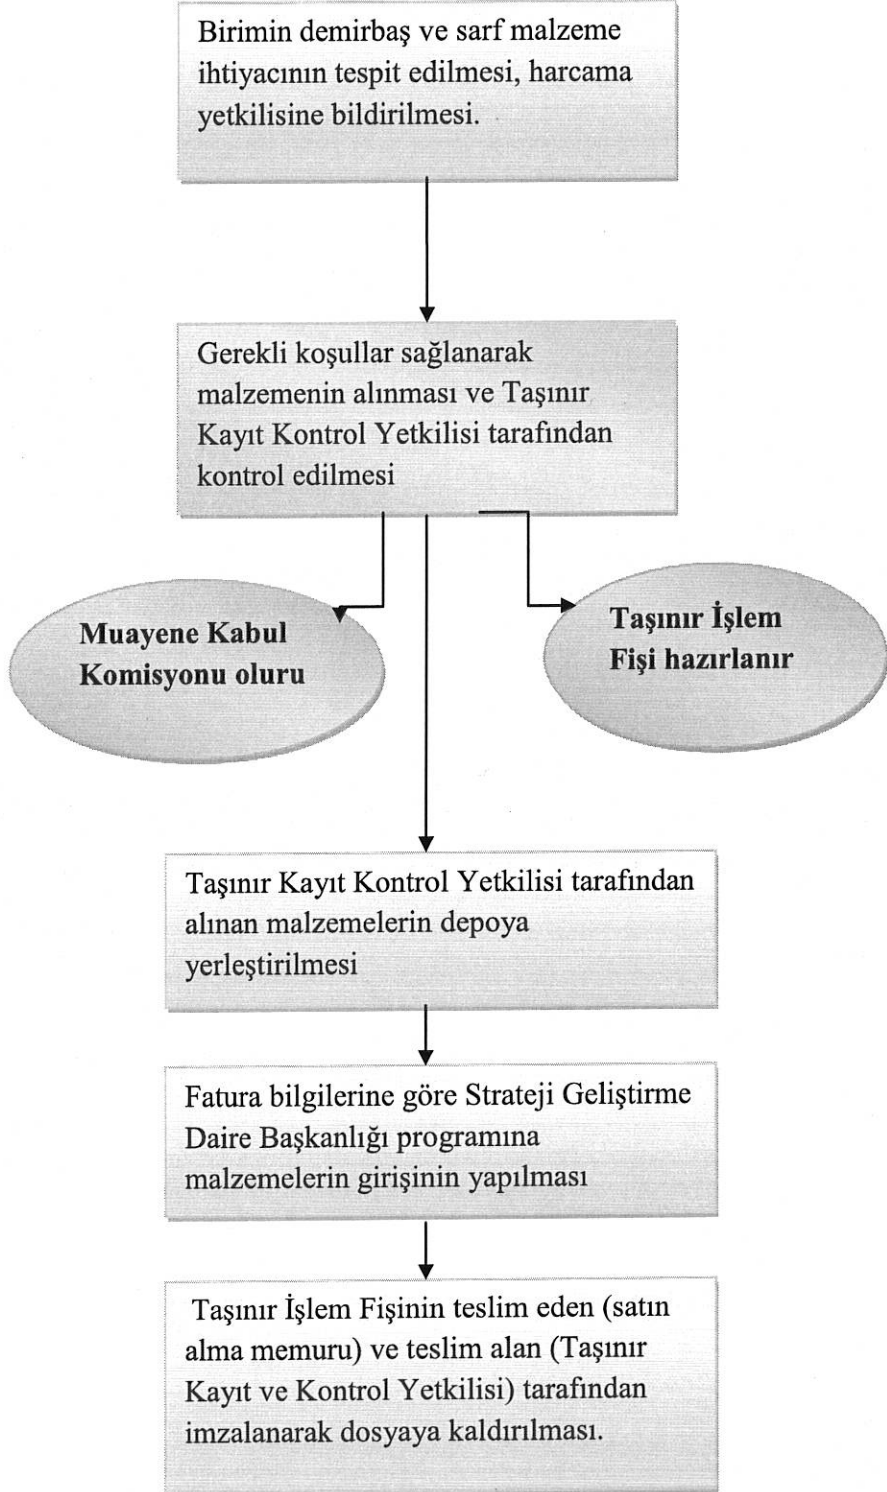 Birimin demirbaş ve sarf malzeme
ihtiyacının tespit edilmesi, harcama
yetkilisine bildirilmesi.
Gerekli koşullar sağlanarak
malzemenin alınması ve Taşınır
Kayıt Kontrol Yetkilisi tarafından
kontrol edilmesi
Muayene Kabul
Komisyonu oluru
Taşınır İşlem
Fişi hazırlanır
Taşınır Kayıt Kontrol Yetkilisi tarafından
alınan malzemelerin depoya
yerleştirilmesi
Fatura bilgilerine göre Strateji Geliştirme
Daire Başkanlığı programına
malzemelerin girişinin yapılması
Taşınır İşlem Fişinin teslim eden (satın
alma memuru) ve teslim alan (Taşınır
Kayıt ve Kontrol Yetkilisi) tarafından
imzalanarak dosyaya kaldırılması.